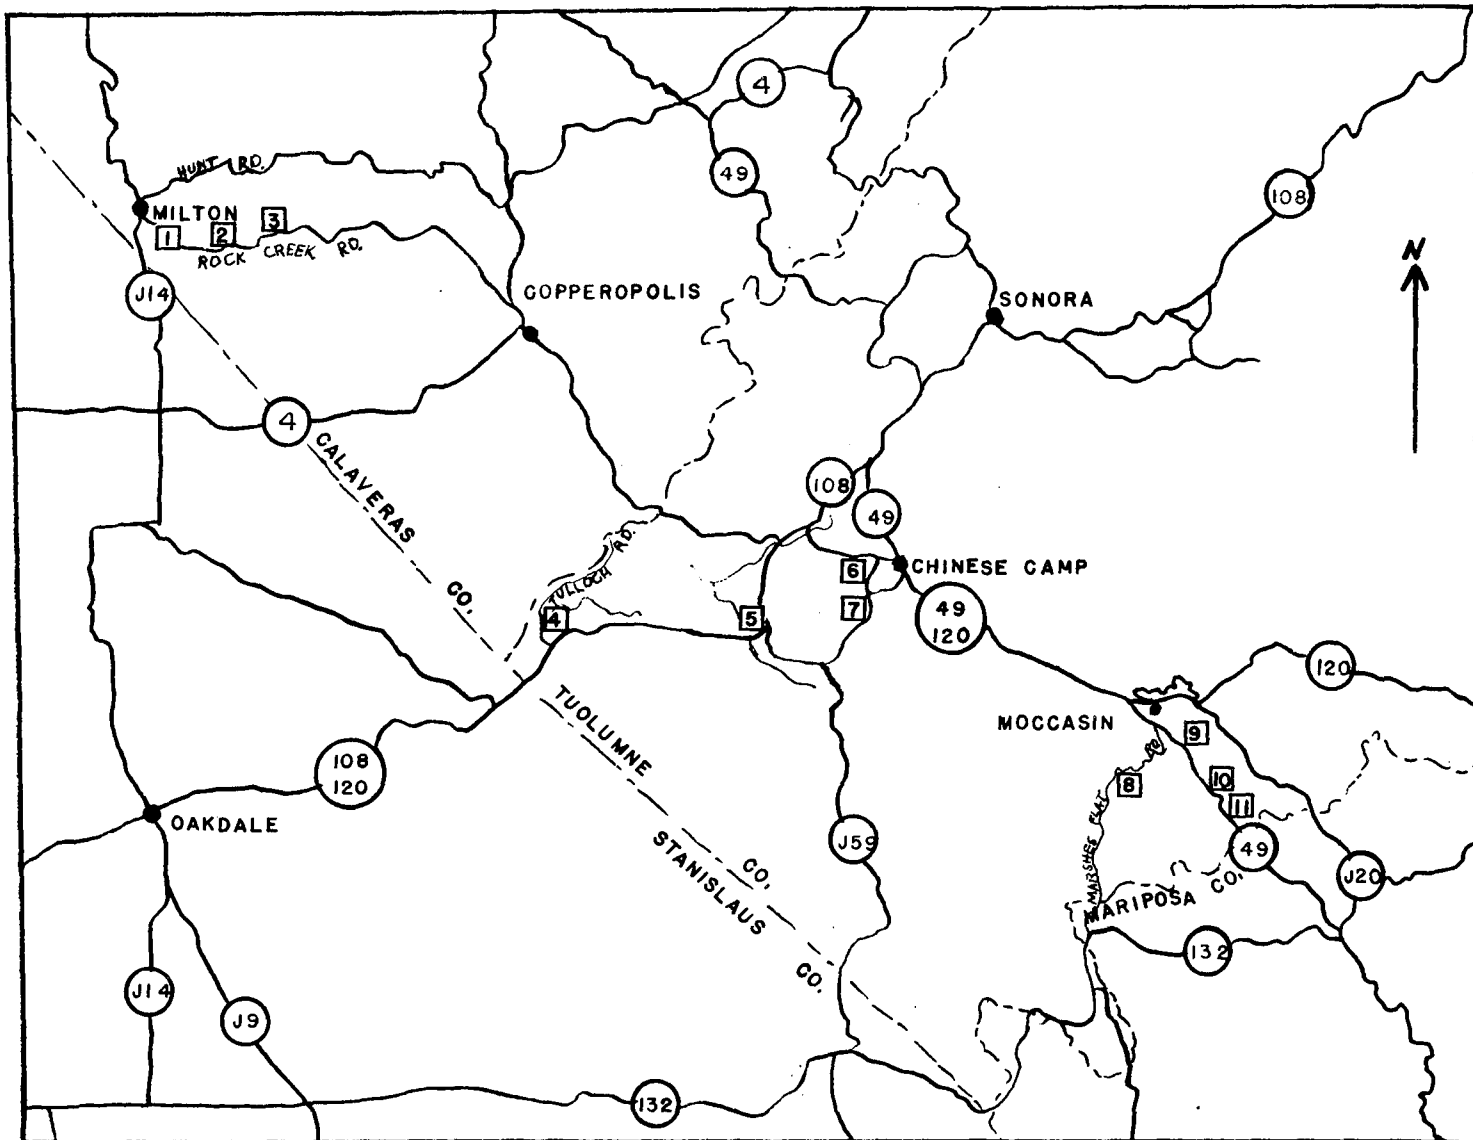 4
49
108
N
HUNT RD.
MILTON
1
2
3
ROCK CREEK RD.
J14
COPPEROPOLIS
SONORA
4
CALAVERAS CO.
108
49
TULLOCH RD.
4
5
6
7
CHINESE CAMP
49
120
120
MOCCASIN
TUOLUMNE CO.
STANISLAUS CO.
108
120
OAKDALE
8
9
10
11
RD.
MARSHES FLAT
49
J59
J20
MARIPOSA CO.
132
J14
J9
132